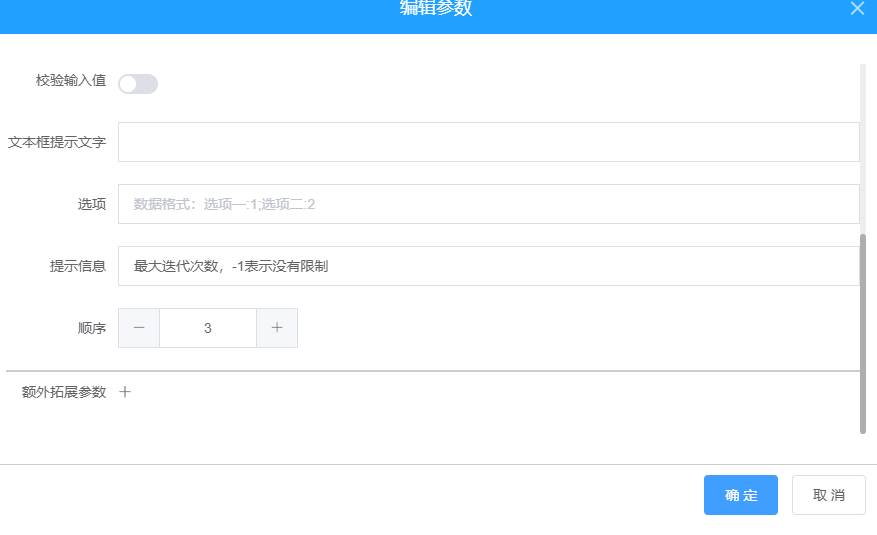 编辑参数
校验输入值
文本框提示文字
选项 数据格式：选项一:1;选项二:2
提示信息 最大迭代次数，-1表示没有限制
顺序 3
额外拓展参数
确 定 取 消